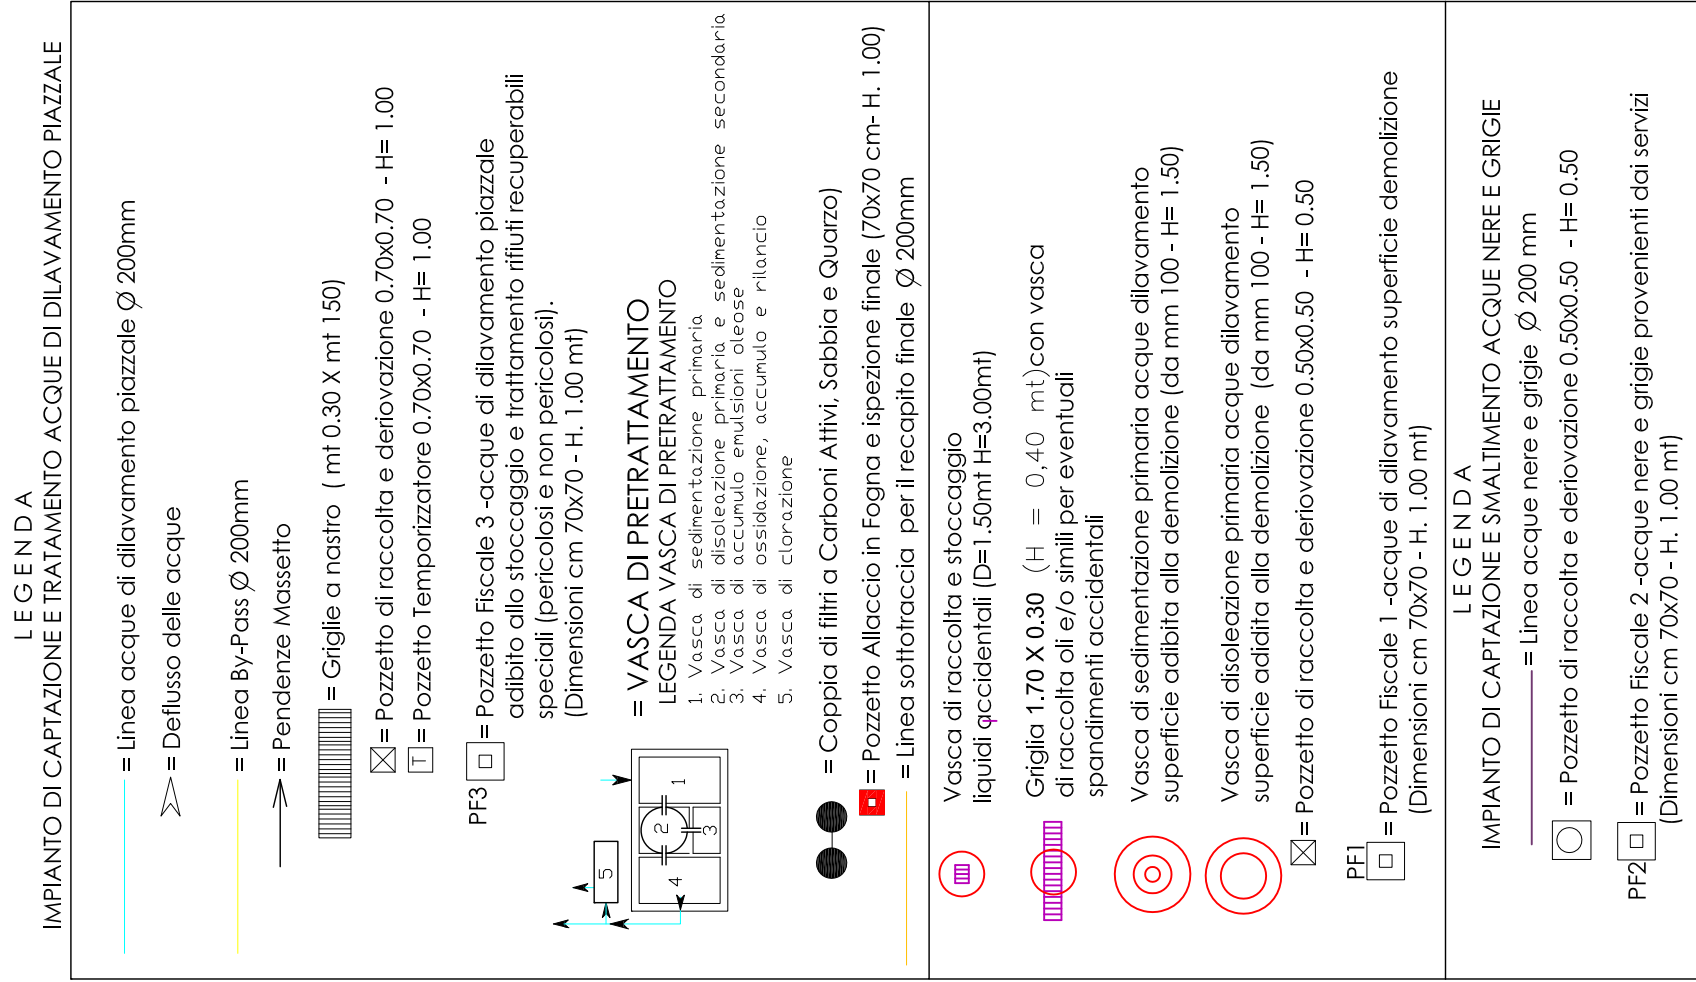 LEGENDA
IMPIANTO DI CAPTAZIONE E TRATAMENTO ACQUE DI DILAVAMENTO PIAZZALE
= Linea acque di dilavamento piazzale Ø 200mm
= Deflusso delle acque
= Linea By-Pass Ø 200mm
= Pendenze Massetto
= Griglie a nastro ( mt 0.30 X mt 150)
= Pozzetto di raccolta e deriovazione 0.70x0.70 - H= 1.00
T = Pozzetto Temporizzatore 0.70x0.70 - H= 1.00
PF3 = Pozzetto Fiscale 3 -acque di dilavamento piazzale
adibito allo stoccaggio e trattamento rifiuti recuperabili
speciali (pericolosi e non pericolosi).
(Dimensioni cm 70x70 - H. 1.00 mt)
= VASCA DI PRETRATTAMENTO
LEGENDA VASCA DI PRETRATTAMENTO
1. Vasca di sedimentazione primaria
2. Vasca di disoleazione primaria e sedimentazione secondaria
3. Vasca di accumulo emulsioni oleose
4. Vasca di ossidazione, accumulo e rilancio
5. Vasca di clorazione
5
1
2
3
4
= Coppia di filtri a Carboni Attivi, Sabbia e Quarzo)
= Pozzetto Allaccio in Fogna e ispezione finale (70x70 cm- H. 1.00)
= Linea sottotraccia per il recapito finale Ø 200mm
Vasca di raccolta e stoccaggio
liquidi accidentali (D=1.50mt H=3.00mt)
Griglia 1.70 X 0.30 (H = 0,40 mt)con vasca
di raccolta oli e/o simili per eventuali
spandimenti accidentali
Vasca di sedimentazione primaria acque dilavamento
superficie adibita alla demolizione (da mm 100 - H= 1.50)
Vasca di disoleazione primaria acque dilavamento
superficie adidita alla demolizione (da mm 100 - H= 1.50)
= Pozzetto di raccolta e deriovazione 0.50x0.50 - H= 0.50
PF1 = Pozzetto Fiscale 1 -acque di dilavamento superficie demolizione
(Dimensioni cm 70x70 - H. 1.00 mt)
LEGENDA
IMPIANTO DI CAPTAZIONE E SMALTIMENTO ACQUE NERE E GRIGIE
= Linea acque nere e grigie Ø 200 mm
= Pozzetto di raccolta e deriovazione 0.50x0.50 - H= 0.50
PF2 = Pozzetto Fiscale 2 -acque nere e grigie provenienti dai servizi
(Dimensioni cm 70x70 - H. 1.00 mt)